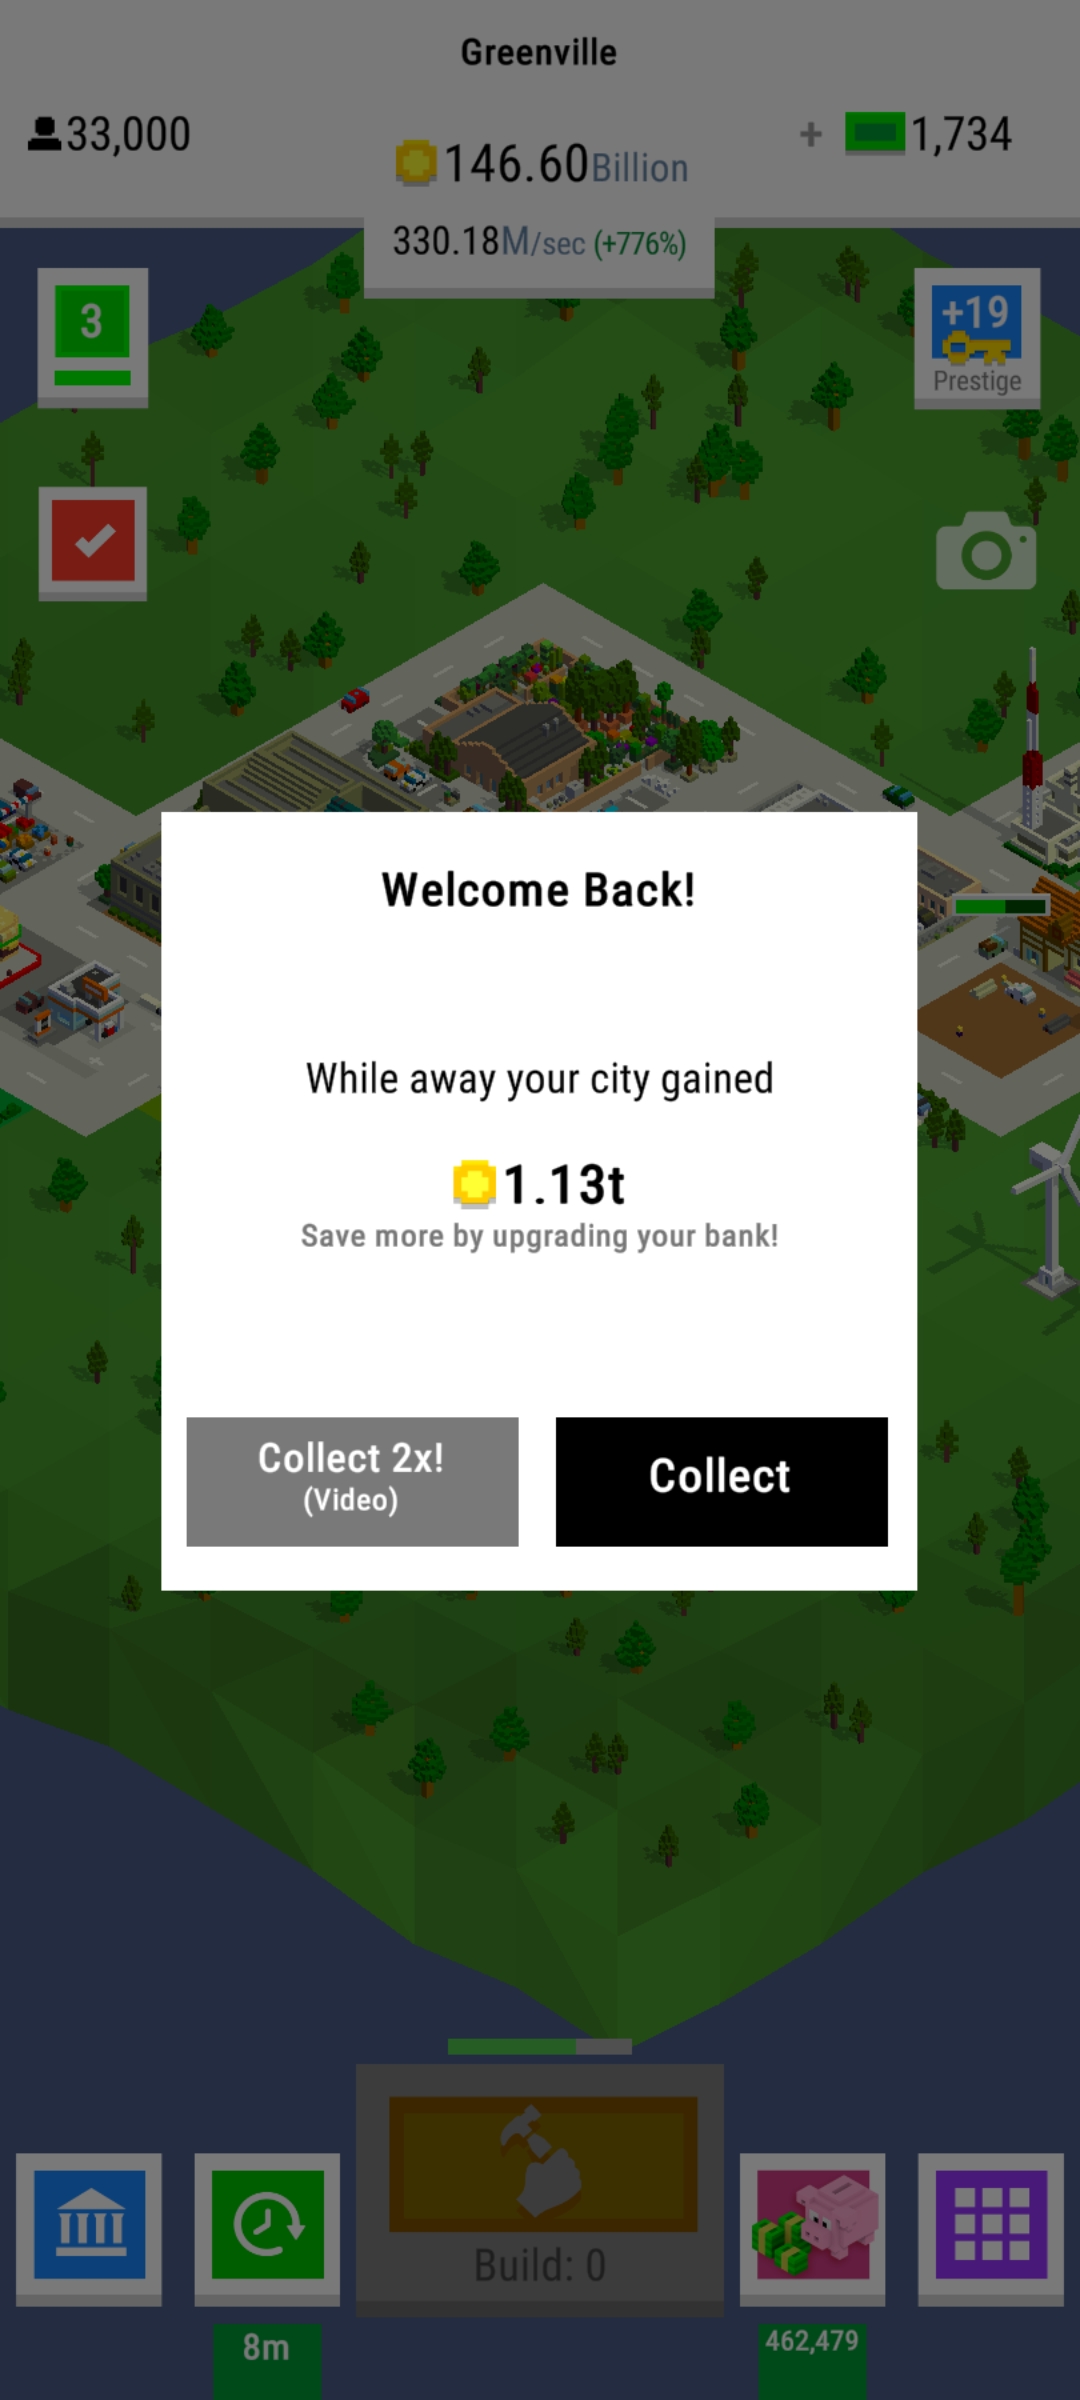 Greenville
33,000
146.60Billion
+ 1,734
330.18M/sec (+776%)
3
+19
Prestige
Welcome Back!
While away your city gained
1.13t
Save more by upgrading your bank!
Collect 2x!
(Video)
Collect
Build: 0
8m
462,479